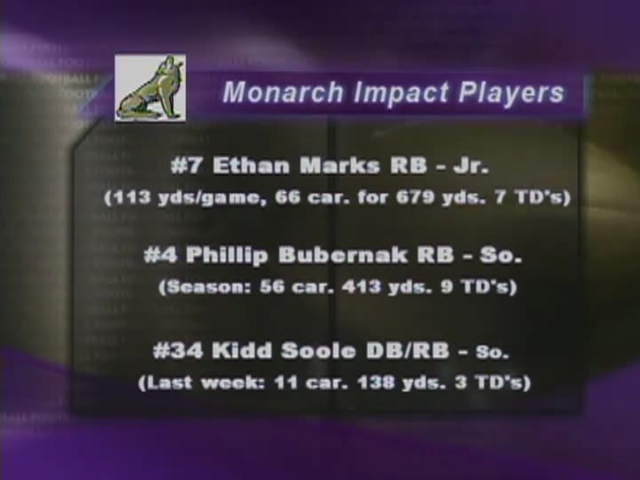 Monarch Impact Players
#7 Ethan Marks RB - Jr.
(113 yds/game, 66 car. for 679 yds. 7 TD's)
#4 Phillip Bubernak RB - So.
(Season: 56 car. 413 yds. 9 TD's)
#34 Kidd Soole DB/RB - So.
(Last week: 11 car. 138 yds. 3 TD's)